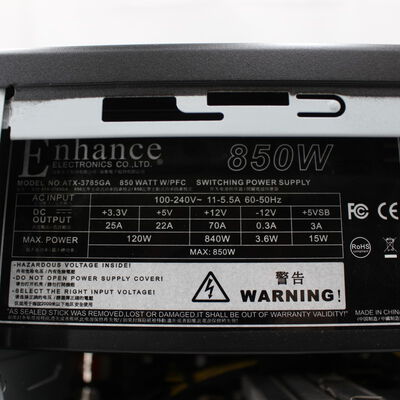 Enhance 850W
ELECTRONICS CO.,LTD.
MODEL NO ATX-3785GA 850 WATT W/PFC SWITCHING POWER SUPPLY
AC INPUT 100-240V~ 11-5.5A 60-50Hz
DC OUTPUT +3.3V +5V +12V -12V +5VSB
25A 22A 70A 0.3A 3A
MAX. POWER 120W 840W 3.6W 15W
MAX: 850W
CE FC
RoHS
-HAZARDOUS VOLTAGE INSIDE!
-DO NOT OPEN POWER SUPPLY COVER!
-SELECT THE RIGHT INPUT VOLTAGE!
警告
WARNING!
"AS SEALED STICK WAS REMOVED,LOST OR DAMAGED.IT SHALL BE OUT OF WARRANTY"
MADE IN CHINA